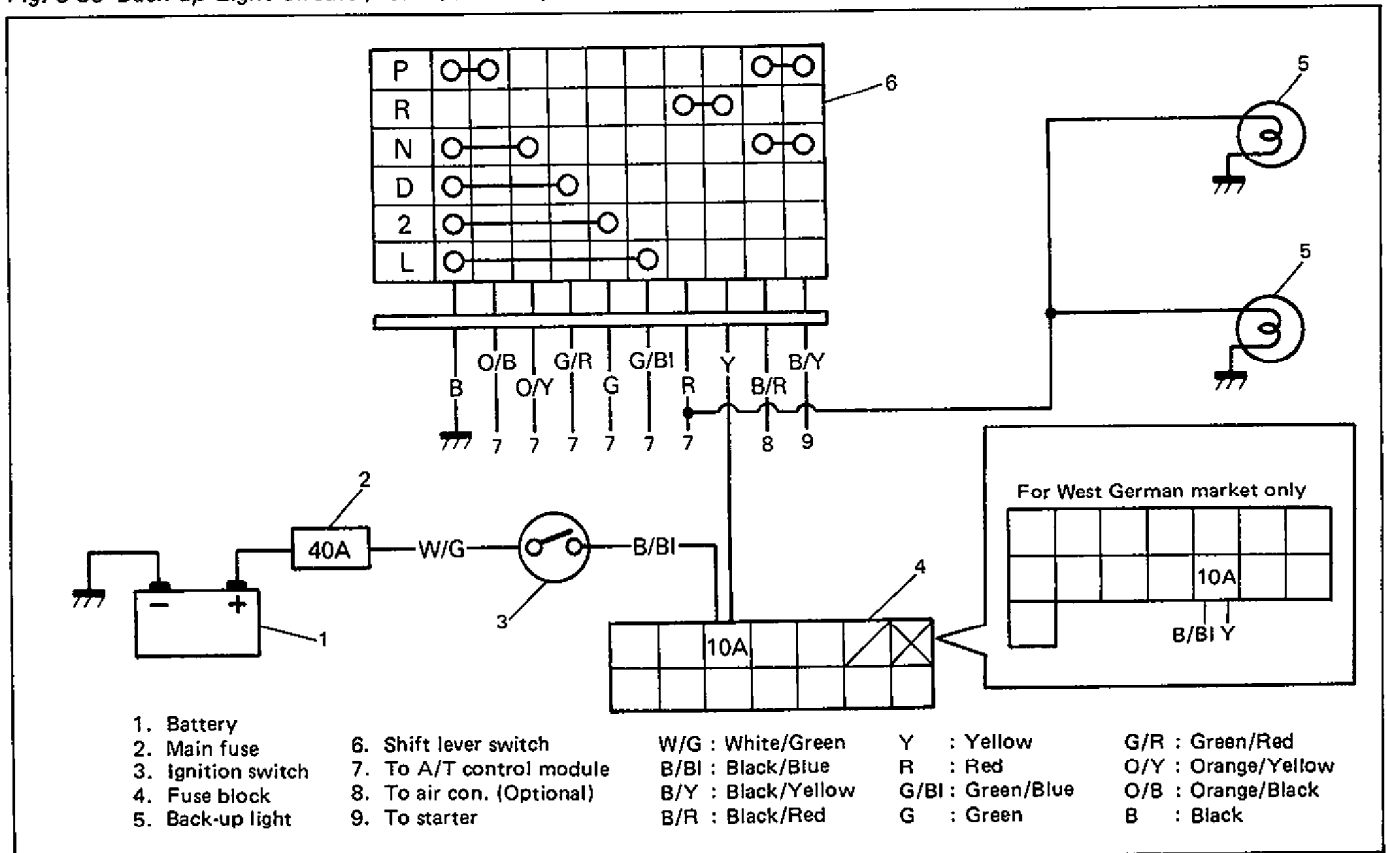 P
R
N
D
2
L
6
5
5
B
O/B
O/Y
G/R
G
G/Bl
R
Y
B/R
B/Y
7 7 7 7 7 7 8 9
2
40A
W/G
B/Bl
3
1
- +
4
10A
For West German market only
10A
B/Bl Y
1. Battery
2. Main fuse
3. Ignition switch
4. Fuse block
5. Back-up light
6. Shift lever switch
7. To A/T control module
8. To air con. (Optional)
9. To starter
W/G : White/Green
B/Bl : Black/Blue
B/Y : Black/Yellow
B/R : Black/Red
Y : Yellow
R : Red
G/Bl : Green/Blue
G : Green
G/R : Green/Red
O/Y : Orange/Yellow
O/B : Orange/Black
B : Black